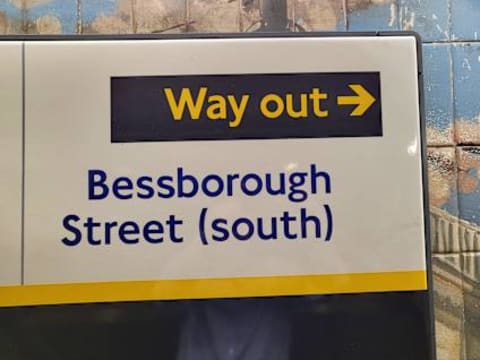 Way out →
Bessborough
Street (south)